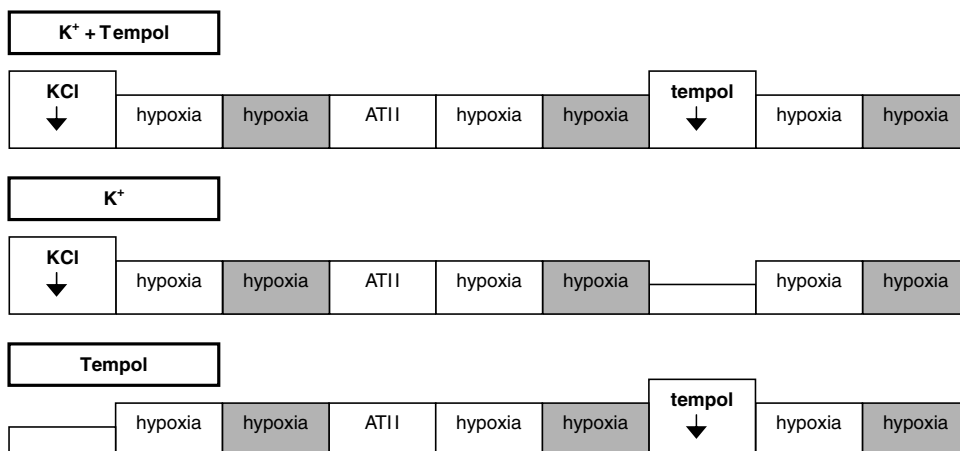 K⁺ + Tempol
KCl
hypoxia hypoxia ATII hypoxia hypoxia tempol hypoxia hypoxia
K⁺
KCl
hypoxia hypoxia ATII hypoxia hypoxia hypoxia hypoxia
Tempol
hypoxia hypoxia ATII hypoxia hypoxia tempol hypoxia hypoxia